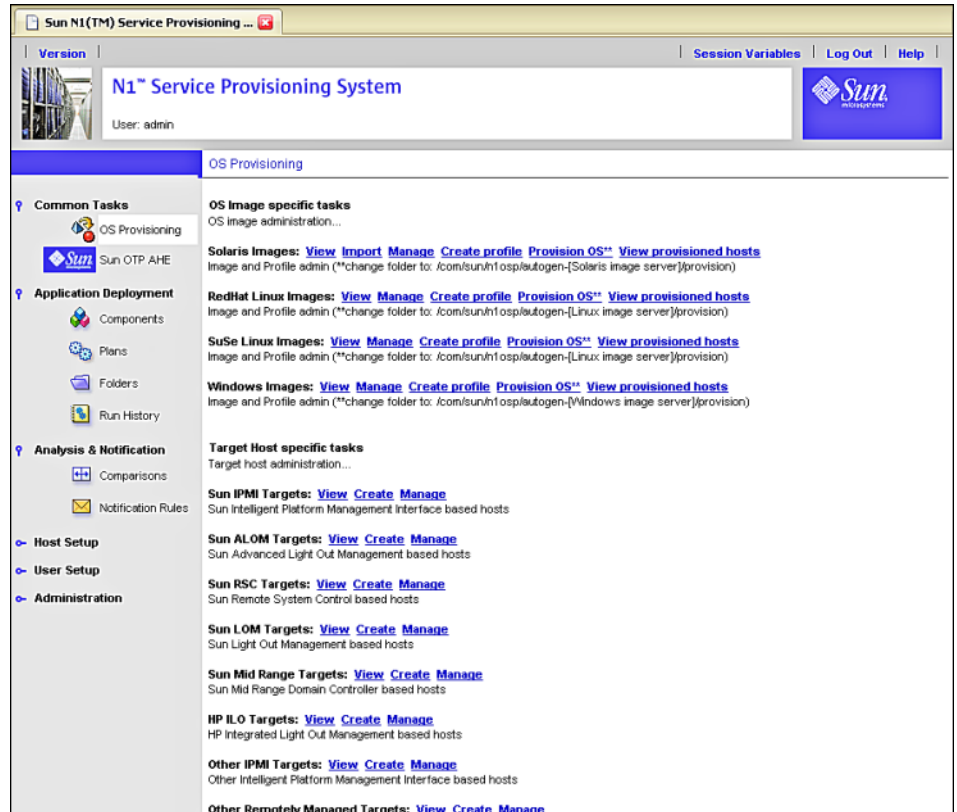 Sun N1(TM) Service Provisioning ...
Version
Session Variables Log Out Help
N1™ Service Provisioning System
User: admin
Sun
microsystems
OS Provisioning
Common Tasks
OS Provisioning
Sun Sun OTP AHE
Application Deployment
Components
Plans
Folders
Run History
Analysis & Notification
Comparisons
Notification Rules
Host Setup
User Setup
Administration
OS Image specific tasks
OS image administration...
Solaris Images: View Import Manage Create profile Provision OS** View provisioned hosts
Image and Profile admin (**change folder to: /com/sun/n1osp/autogen-[Solaris image server]/provision)
RedHat Linux Images: View Manage Create profile Provision OS** View provisioned hosts
Image and Profile admin (**change folder to: /com/sun/n1osp/autogen-[Linux image server]/provision)
SuSe Linux Images: View Manage Create profile Provision OS** View provisioned hosts
Image and Profile admin (**change folder to: /com/sun/n1osp/autogen-[Linux image server]/provision)
Windows Images: View Manage Create profile Provision OS** View provisioned hosts
Image and Profile admin (**change folder to: /com/sun/n1osp/autogen-[Windows image server]/provision)
Target Host specific tasks
Target host administration...
Sun IPMI Targets: View Create Manage
Sun Intelligent Platform Management Interface based hosts
Sun ALOM Targets: View Create Manage
Sun Advanced Light Out Management based hosts
Sun RSC Targets: View Create Manage
Sun Remote System Control based hosts
Sun LOM Targets: View Create Manage
Sun Light Out Management based hosts
Sun Mid Range Targets: View Create Manage
Sun Mid Range Domain Controller based hosts
HP ILO Targets: View Create Manage
HP Integrated Light Out Management based hosts
Other IPMI Targets: View Create Manage
Other Intelligent Platform Management Interface based hosts
Other Remotely Managed Targets: View Create Manage